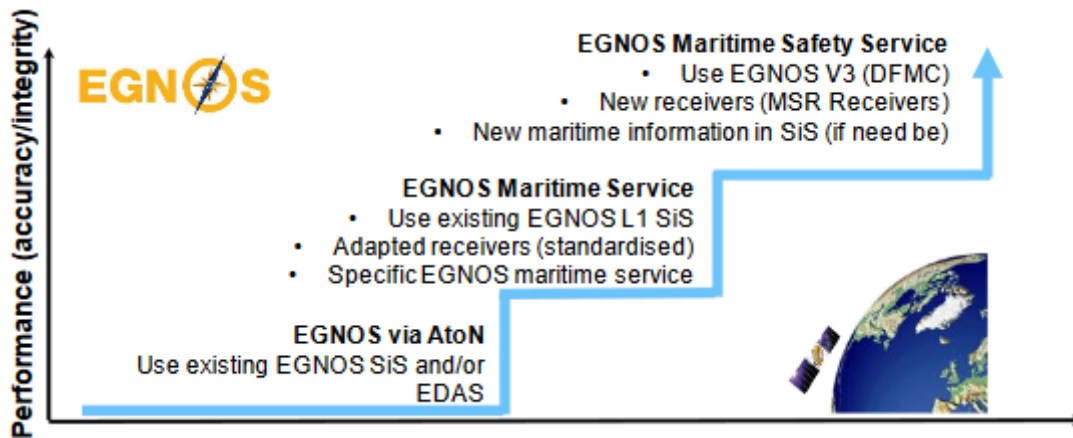 Performance (accuracy/integrity)
EGNOS
EGNOS Maritime Safety Service
• Use EGNOS V3 (DFMC)
• New receivers (MSR Receivers)
• New maritime information in SiS (if need be)
EGNOS Maritime Service
• Use existing EGNOS L1 SiS
• Adapted receivers (standardised)
• Specific EGNOS maritime service
EGNOS via AtoN
Use existing EGNOS SiS and/or
EDAS